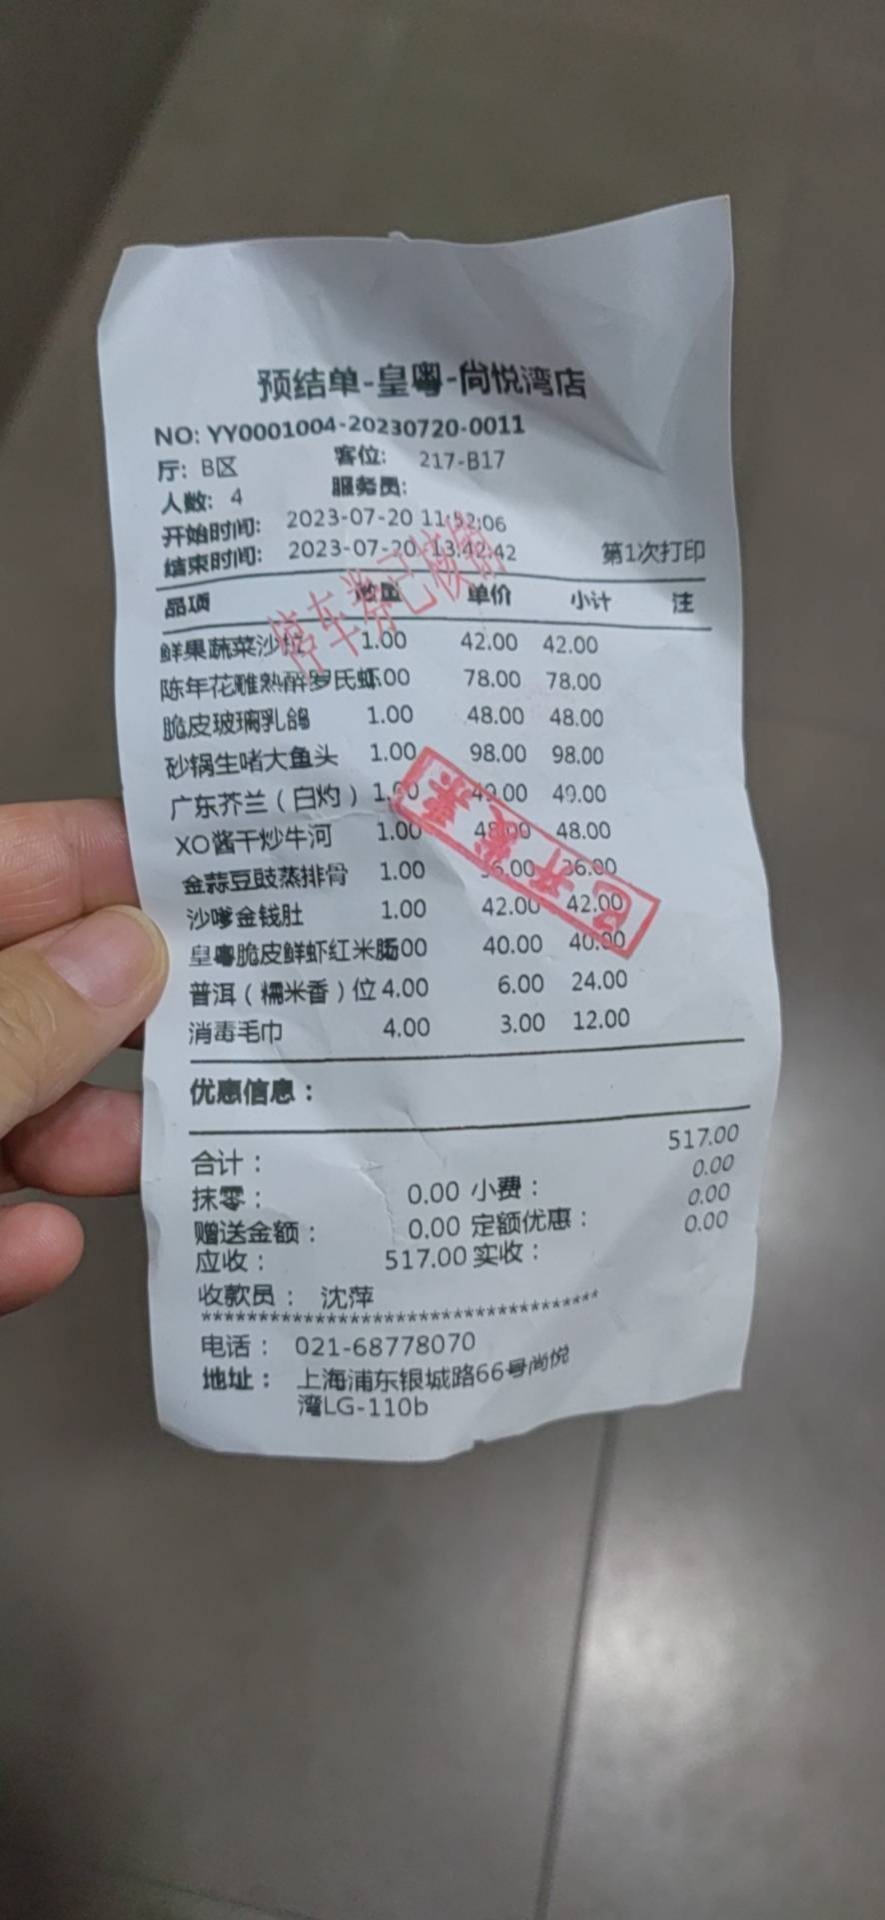 预结单-皇粤-尚悦湾店
NO: YY0001004-20230720-0011
厅: B区 客位: 217-B17
人数: 4 服务员:
开始时间: 2023-07-20 11:52:06
结束时间: 2023-07-20 13:42:42 第1次打印
停车券已核销
品项 数量 单价 小计 注
鲜果蔬菜沙拉 1.00 42.00 42.00
陈年花雕熟醉罗氏虾 1.00 78.00 78.00
脆皮玻璃乳鸽 1.00 48.00 48.00
砂锅生啫大鱼头 1.00 98.00 98.00
广东芥兰（白灼） 1.00 49.00 49.00
XO酱干炒牛河 1.00 48.00 48.00
已开发票
金蒜豆豉蒸排骨 1.00 36.00 36.00
沙嗲金钱肚 1.00 42.00 42.00
皇粤脆皮鲜虾红米肠 1.00 40.00 40.00
普洱（糯米香）位 4.00 6.00 24.00
消毒毛巾 4.00 3.00 12.00
优惠信息：
合计： 517.00
抹零： 0.00 小费： 0.00
赠送金额： 0.00 定额优惠： 0.00
应收： 517.00 实收： 0.00
收款员： 沈萍
************************************
电话： 021-68778070
地址： 上海浦东银城路66号尚悦
湾LG-110b